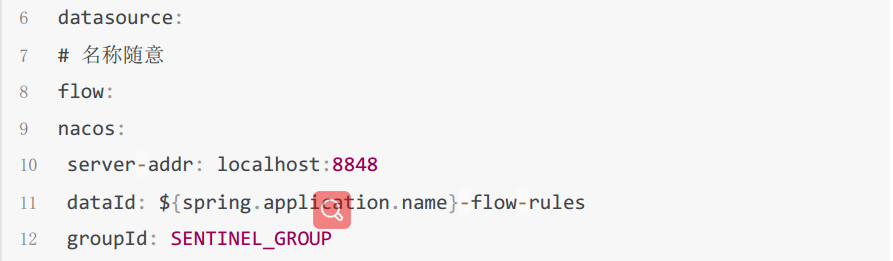 6 datasource:
7 # 名称随意
8 flow:
9 nacos:
10 server-addr: localhost:8848
11 dataId: ${spring.application.name}-flow-rules
12 groupId: SENTINEL_GROUP